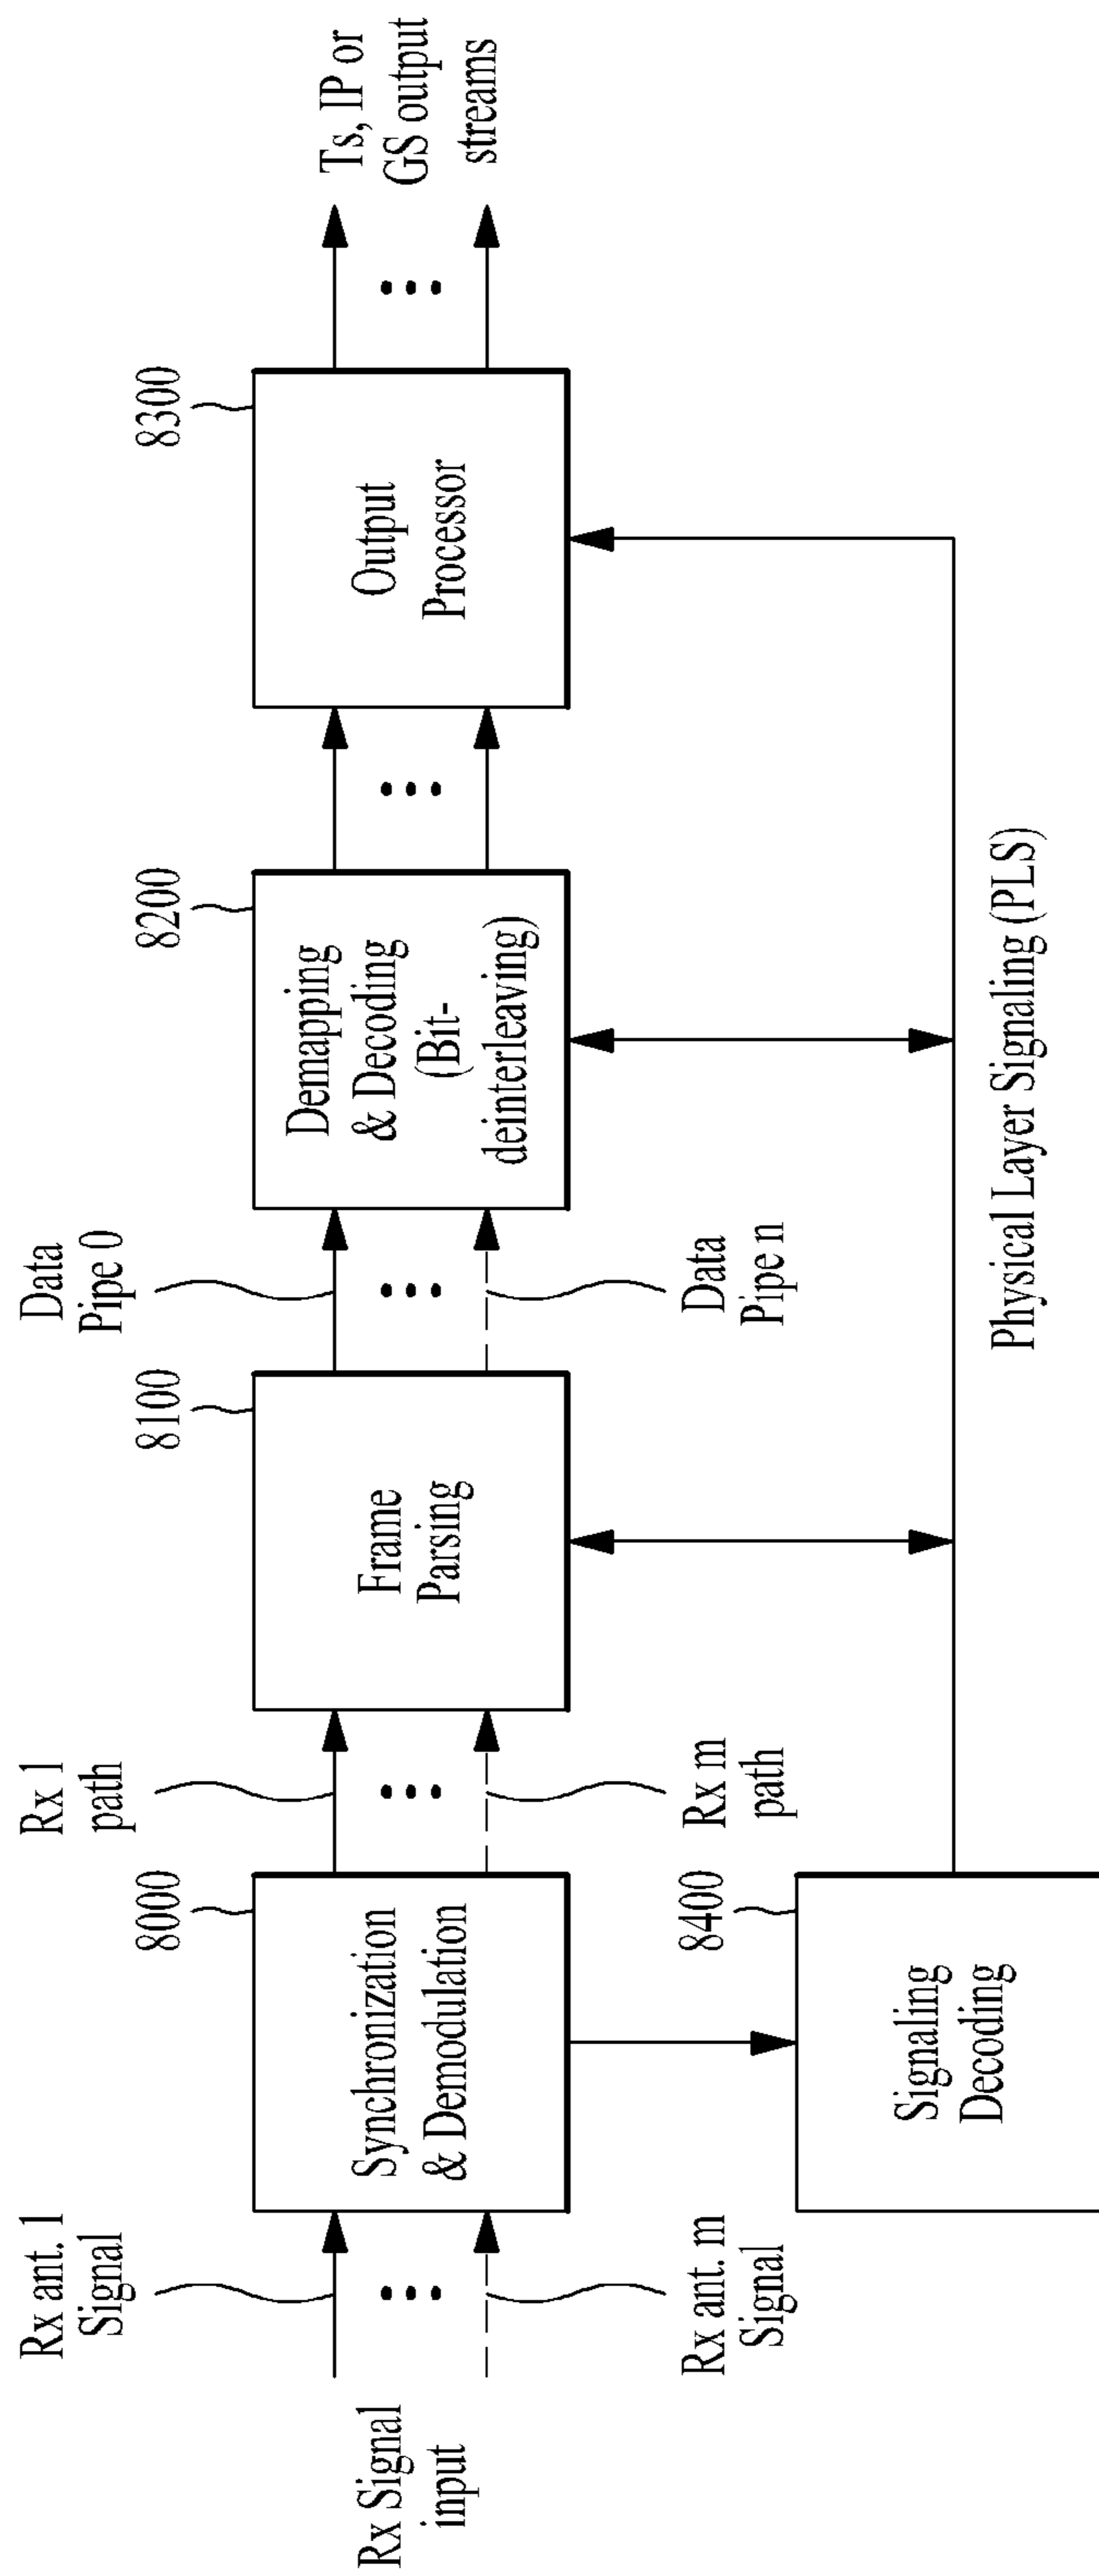 Rx Signal
input
Rx ant. 1
Signal
Rx ant. m
Signal
8000
Synchronization
& Demodulation
Rx 1
path
Rx m
path
8100
Frame
Parsing
Data
Pipe 0
Data
Pipe n
8200
Demapping
& Decoding
(Bit-
deinterleaving)
8300
Output
Processor
Ts, IP or
GS output
streams
8400
Signaling
Decoding
Physical Layer Signaling (PLS)